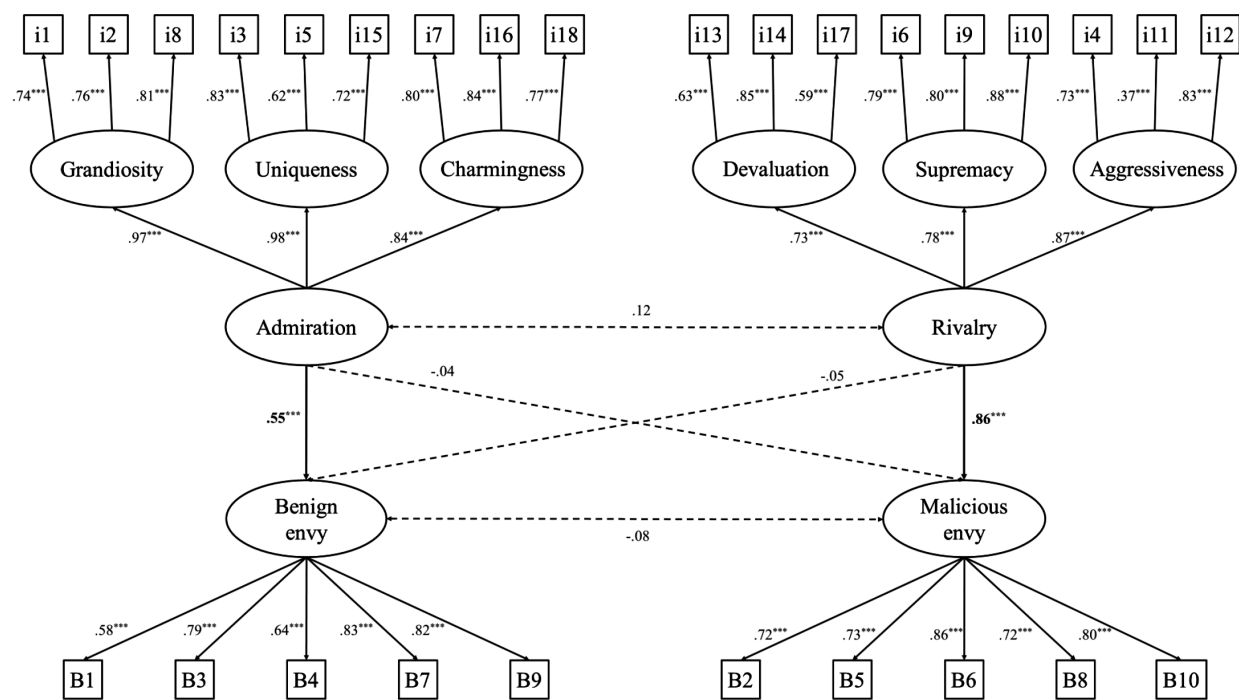 i1 i2 i8 i3 i5 i15 i7 i16 i18 i13 i14 i17 i6 i9 i10 i4 i11 i12
.74*** .76*** .81*** .83*** .62*** .72*** .80*** .84*** .77*** .63*** .85*** .59*** .79*** .80*** .88*** .73*** .37*** .83***
Grandiosity Uniqueness Charmingness Devaluation Supremacy Aggressiveness
.97*** .98*** .84*** .73*** .78*** .87***
.12
Admiration Rivalry
-.04 -.05
.55*** .86***
Benign
envy
Malicious
envy
-.08
.58*** .79*** .64*** .83*** .82*** .72*** .73*** .86*** .72*** .80***
B1 B3 B4 B7 B9 B2 B5 B6 B8 B10